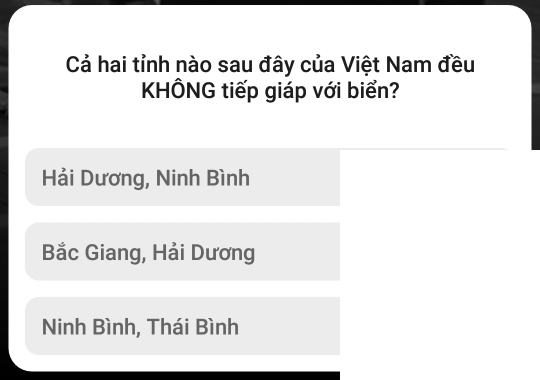 Cả hai tỉnh nào sau đây của Việt Nam đều
KHÔNG tiếp giáp với biển?
Hải Dương, Ninh Bình
Bắc Giang, Hải Dương
Ninh Bình, Thái Bình